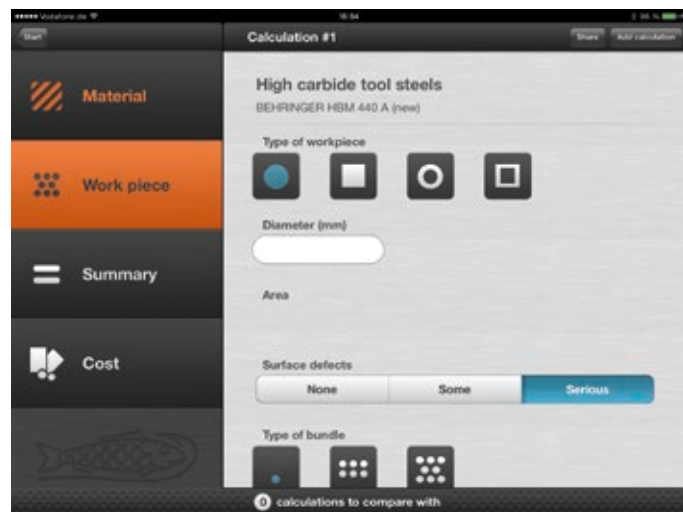 Vodafone.de 16:54
Start Calculation #1 Share Add calculation
Material
Work piece
Summary
Cost
High carbide tool steels
BEHRINGER HBM 440 A (new)
Type of workpiece
Diameter (mm)
Area
Surface defects
None Some Serious
Type of bundle
0 calculations to compare with